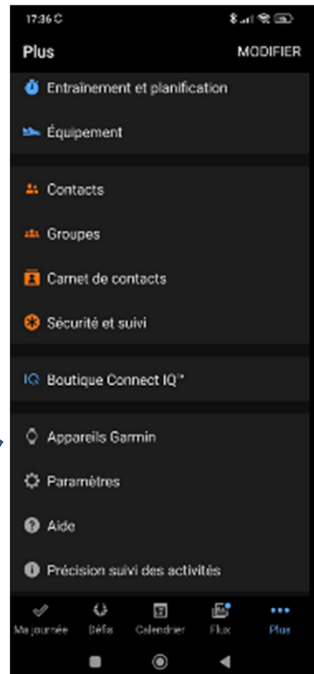 17:36
Plus MODIFIER
Entraînement et planification
Équipement
Contacts
Groupes
Carnet de contacts
Sécurité et suivi
IQ Boutique Connect IQ™
Appareils Garmin
Paramètres
Aide
Précision suivi des activités
Ma journée Défis Calendrier Flux Plus